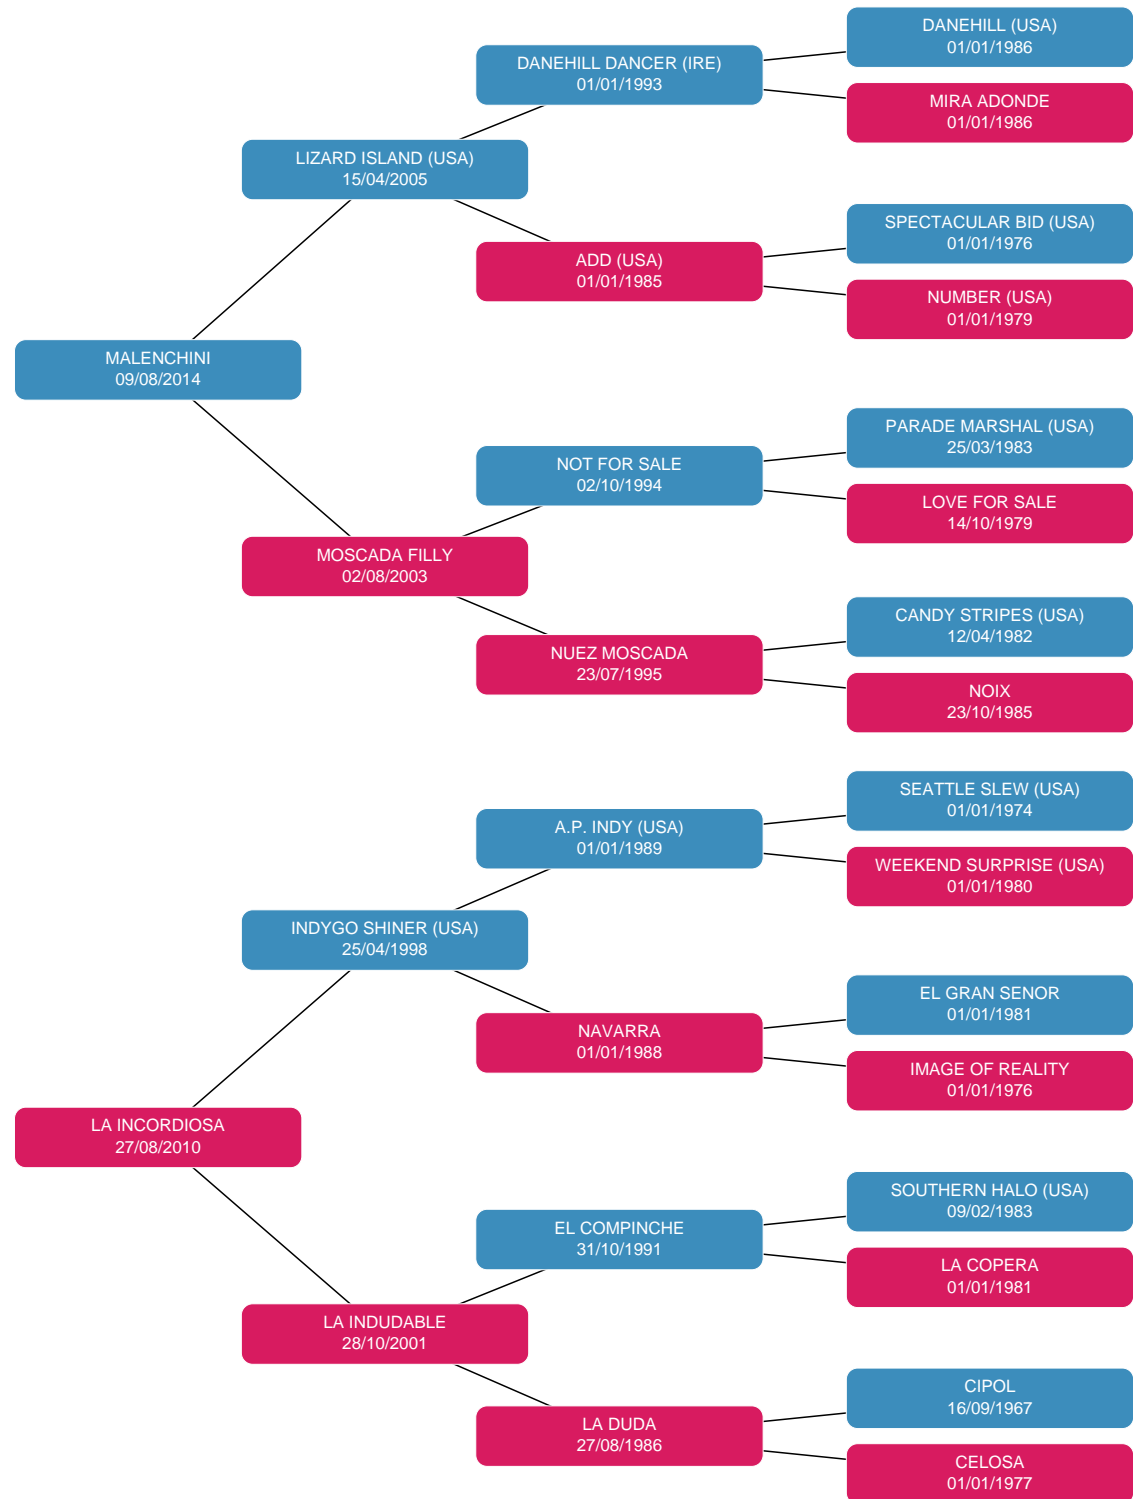 DANEHILL (USA)
01/01/1986
DANEHILL DANCER (IRE)
01/01/1993
MIRA ADONDE
01/01/1986
LIZARD ISLAND (USA)
15/04/2005
SPECTACULAR BID (USA)
01/01/1976
ADD (USA)
01/01/1985
NUMBER (USA)
01/01/1979
MALENCHINI
09/08/2014
PARADE MARSHAL (USA)
25/03/1983
NOT FOR SALE
02/10/1994
LOVE FOR SALE
14/10/1979
MOSCADA FILLY
02/08/2003
CANDY STRIPES (USA)
12/04/1982
NUEZ MOSCADA
23/07/1995
NOIX
23/10/1985
SEATTLE SLEW (USA)
01/01/1974
A.P. INDY (USA)
01/01/1989
WEEKEND SURPRISE (USA)
01/01/1980
INDYGO SHINER (USA)
25/04/1998
EL GRAN SENOR
01/01/1981
NAVARRA
01/01/1988
IMAGE OF REALITY
01/01/1976
LA INCORDIOSA
27/08/2010
SOUTHERN HALO (USA)
09/02/1983
EL COMPINCHE
31/10/1991
LA COPERA
01/01/1981
LA INDUDABLE
28/10/2001
CIPOL
16/09/1967
LA DUDA
27/08/1986
CELOSA
01/01/1977